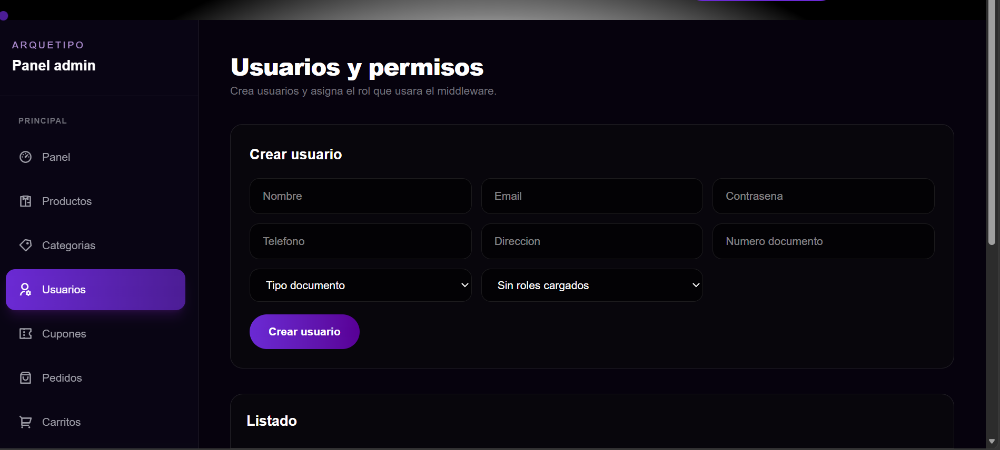 ARQUETIPO
Panel admin
PRINCIPAL
Panel
Productos
Categorias
Usuarios
Cupones
Pedidos
Carritos
Usuarios y permisos
Crea usuarios y asigna el rol que usara el middleware.
Crear usuario
Nombre
Email
Contrasena
Telefono
Direccion
Numero documento
Tipo documento
Sin roles cargados
Crear usuario
Listado